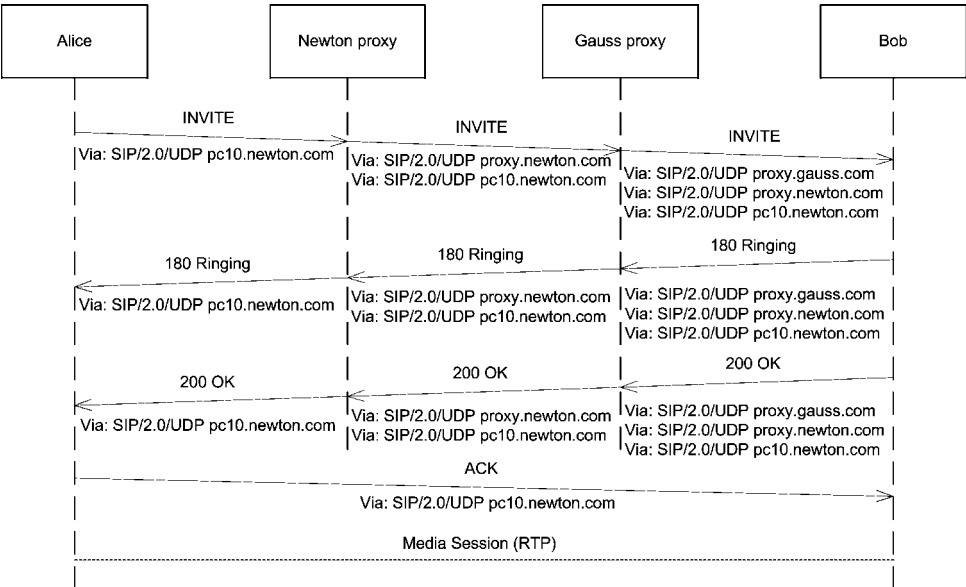 Alice
Newton proxy
Gauss proxy
Bob
INVITE
Via: SIP/2.0/UDP pc10.newton.com
INVITE
Via: SIP/2.0/UDP proxy.newton.com
Via: SIP/2.0/UDP pc10.newton.com
INVITE
Via: SIP/2.0/UDP proxy.gauss.com
Via: SIP/2.0/UDP proxy.newton.com
Via: SIP/2.0/UDP pc10.newton.com
180 Ringing
Via: SIP/2.0/UDP proxy.gauss.com
Via: SIP/2.0/UDP proxy.newton.com
Via: SIP/2.0/UDP pc10.newton.com
180 Ringing
Via: SIP/2.0/UDP proxy.newton.com
Via: SIP/2.0/UDP pc10.newton.com
180 Ringing
Via: SIP/2.0/UDP pc10.newton.com
200 OK
Via: SIP/2.0/UDP proxy.gauss.com
Via: SIP/2.0/UDP proxy.newton.com
Via: SIP/2.0/UDP pc10.newton.com
200 OK
Via: SIP/2.0/UDP proxy.newton.com
Via: SIP/2.0/UDP pc10.newton.com
200 OK
Via: SIP/2.0/UDP pc10.newton.com
ACK
Via: SIP/2.0/UDP pc10.newton.com
Media Session (RTP)